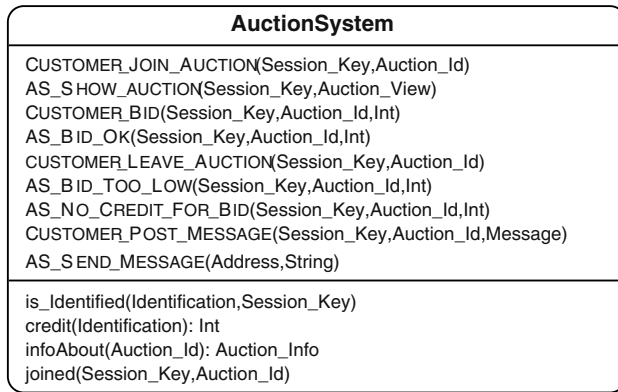 AuctionSystem
CUSTOMER_JOIN_AUCTION(Session_Key,Auction_Id)
AS_SHOW_AUCTION(Session_Key,Auction_View)
CUSTOMER_BID(Session_Key,Auction_Id,Int)
AS_BID_OK(Session_Key,Auction_Id,Int)
CUSTOMER_LEAVE_AUCTION(Session_Key,Auction_Id)
AS_BID_TOO_LOW(Session_Key,Auction_Id,Int)
AS_NO_CREDIT_FOR_BID(Session_Key,Auction_Id,Int)
CUSTOMER_POST_MESSAGE(Session_Key,Auction_Id,Message)
AS_SEND_MESSAGE(Address,String)
is_Identified(Identification,Session_Key)
credit(Identification): Int
infoAbout(Auction_Id): Auction_Info
joined(Session_Key,Auction_Id)